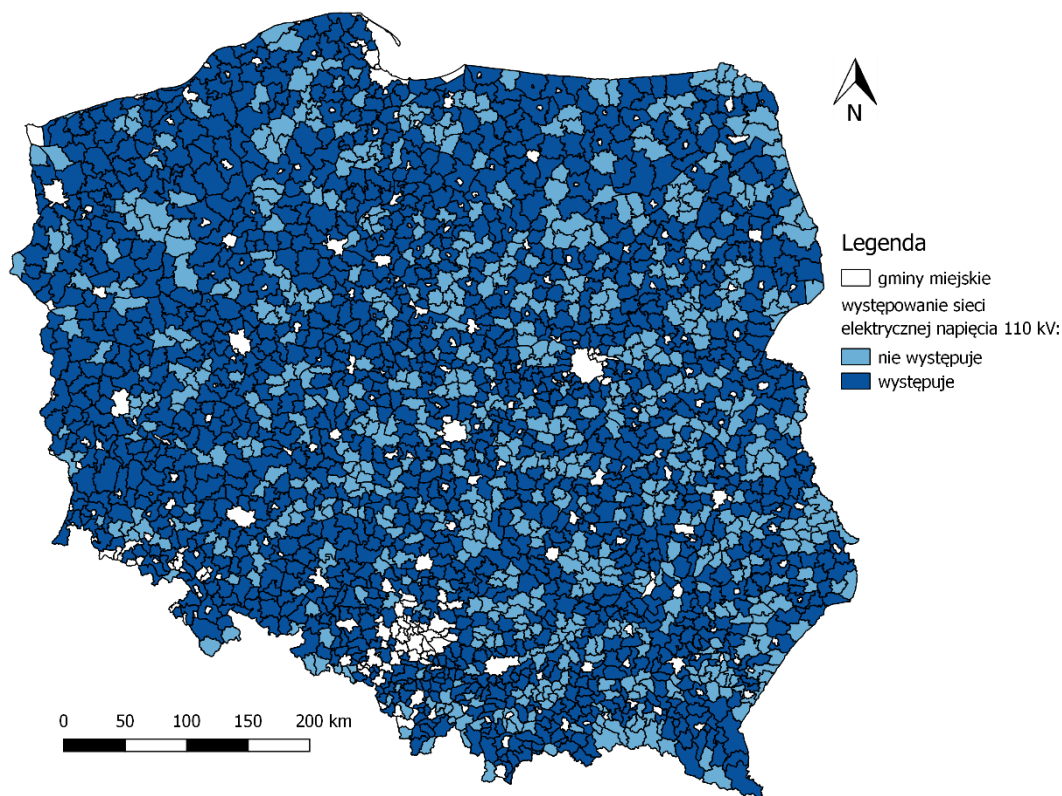 N
Legenda
gminy miejskie
występowanie sieci
elektrycznej napięcia 110 kV:
nie występuje
występuje
0 50 100 150 200 km